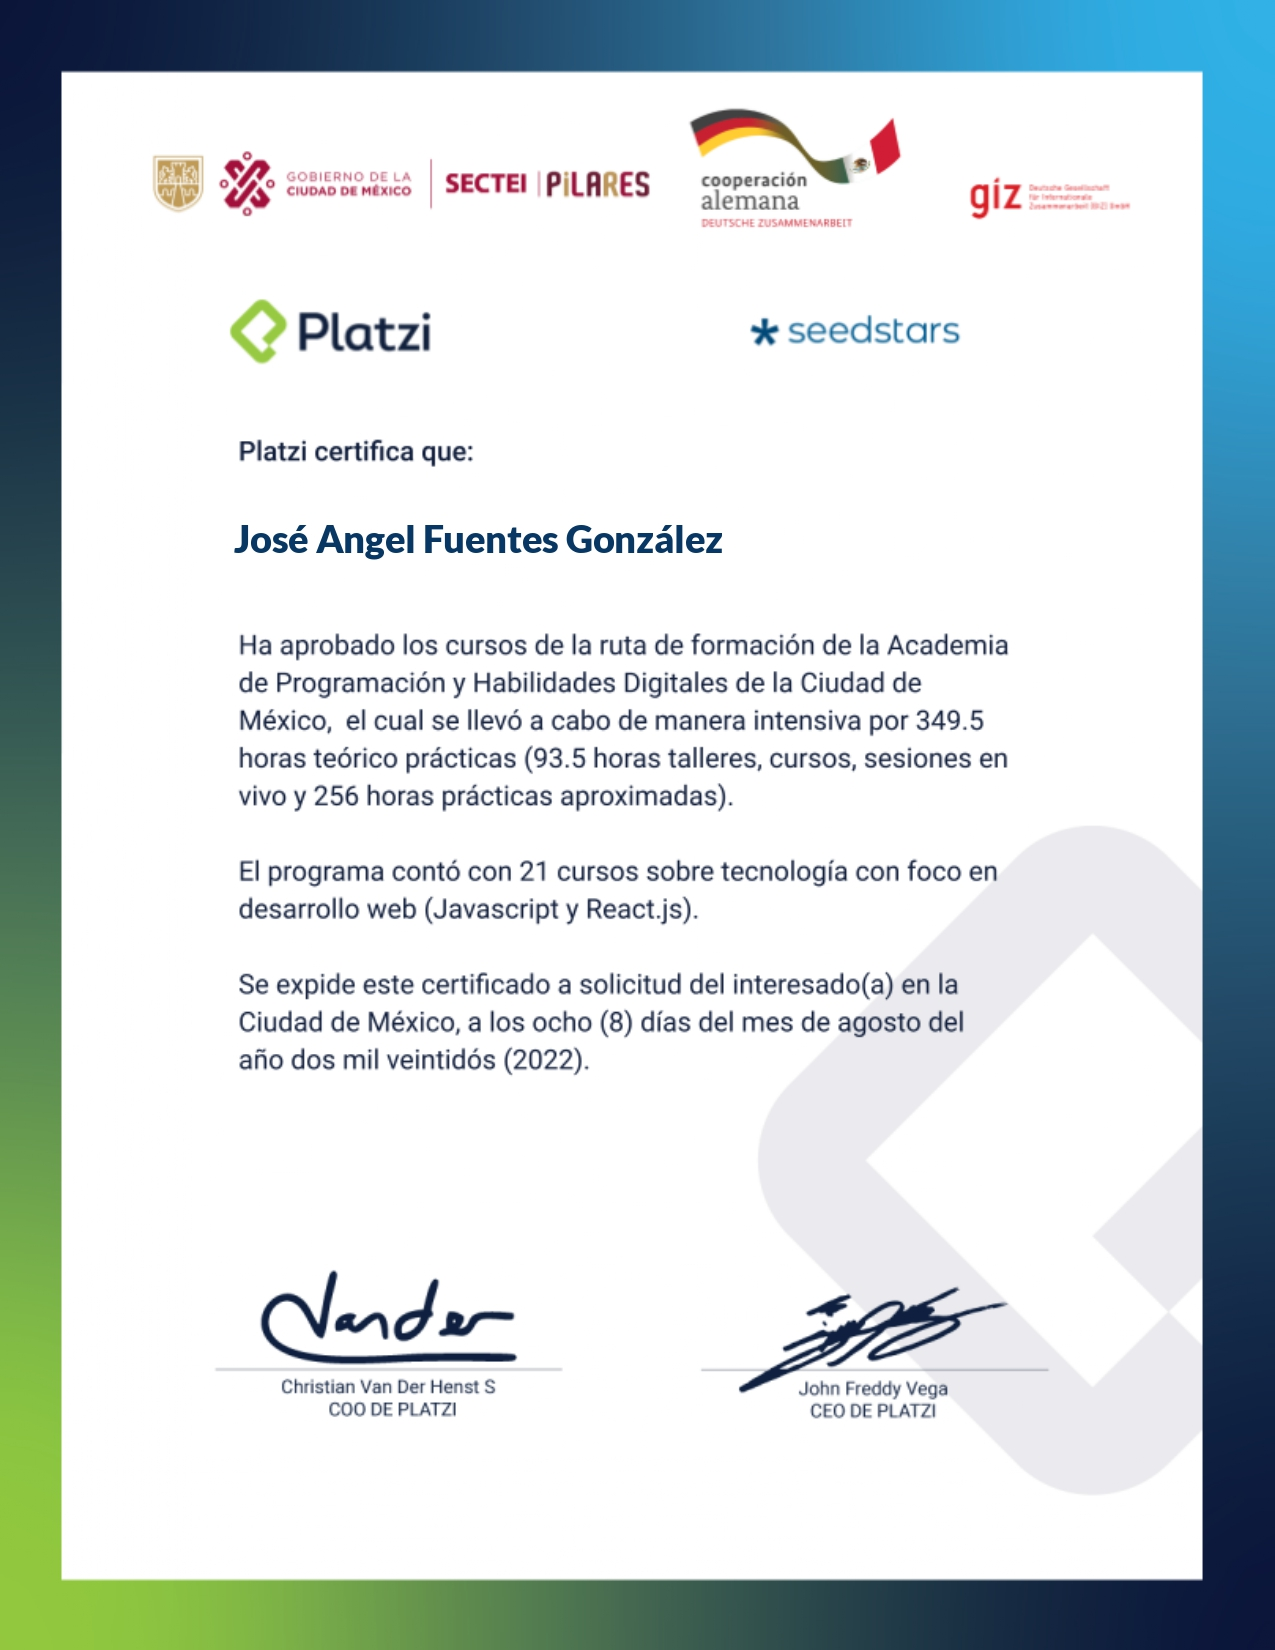 GOBIERNO DE LA
CIUDAD DE MÉXICO
SECTEI
PiLARES
cooperación
alemana
DEUTSCHE ZUSAMMENARBEIT
giz
Deutsche Gesellschaft
für Internationale
Zusammenarbeit (GIZ) GmbH
Platzi
seedstars
Platzi certifica que:
José Angel Fuentes González
Ha aprobado los cursos de la ruta de formación de la Academia
de Programación y Habilidades Digitales de la Ciudad de
México, el cual se llevó a cabo de manera intensiva por 349.5
horas teórico prácticas (93.5 horas talleres, cursos, sesiones en
vivo y 256 horas prácticas aproximadas).
El programa contó con 21 cursos sobre tecnología con foco en
desarrollo web (Javascript y React.js).
Se expide este certificado a solicitud del interesado(a) en la
Ciudad de México, a los ocho (8) días del mes de agosto del
año dos mil veintidós (2022).
Vander
Christian Van Der Henst S
COO DE PLATZI
John Freddy Vega
CEO DE PLATZI